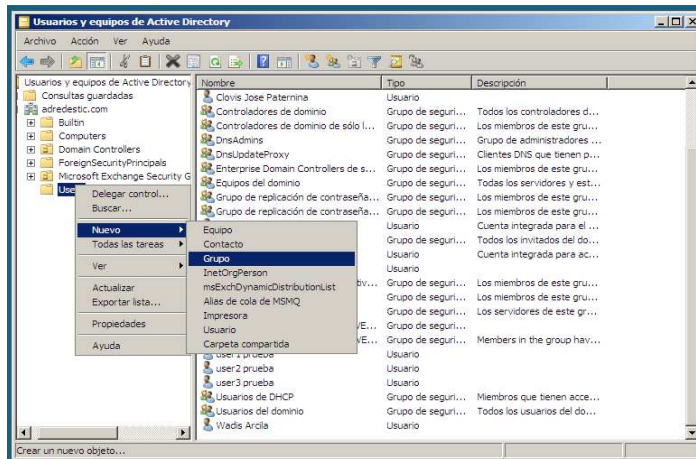 Usuarios y equipos de Active Directory
Archivo Acción Ver Ayuda
Usuarios y equipos de Active Directory
Consultas guardadas
adredestic.com
Builtin
Computers
Domain Controllers
ForeignSecurityPrincipals
Microsoft Exchange Security G
Use
Delegar control...
Buscar...
Nuevo
Todas las tareas
Ver
Actualizar
Exportar lista...
Propiedades
Ayuda
Equipo
Contacto
Grupo
InetOrgPerson
msExchDynamicDistributionList
Alias de cola de MSMQ
Impresora
Usuario
Carpeta compartida
Nombre Tipo Descripción
Clovis Jose Paternina Usuario
Controladores de dominio Grupo de seguri... Todos los controladores d...
Controladores de dominio de sólo l... Grupo de seguri... Los miembros de este gru...
DnsAdmins Grupo de seguri... Grupo de administradores ...
DnsUpdateProxy Grupo de seguri... Clientes DNS que tienen p...
Enterprise Domain Controllers de s... Grupo de seguri... Los miembros de este gru...
Equipos del dominio Grupo de seguri... Todas los servidores y est...
Grupo de replicación de contraseña... Grupo de seguri... Los miembros de este gru...
Grupo de replicación de contraseña... Grupo de seguri... Los miembros de este gru...
Usuario Cuenta integrada para el ...
Grupo de seguri... Todos los invitados del do...
Usuario Cuenta integrada para ac...
Usuario
tiv... Grupo de seguri... Los miembros de este gru...
Grupo de seguri... Los miembros de este gru...
Grupo de seguri... Los servidores de este gr...
WE... Grupo de seguri...
WE... Grupo de seguri... Members in the group hav...
user1 prueba Usuario
user2 prueba Usuario
user3 prueba Usuario
Usuarios de DHCP Grupo de seguri... Miembros que tienen acce...
Usuarios del dominio Grupo de seguri... Todos los usuarios del do...
Wadis Arcila Usuario
Crear un nuevo objeto...